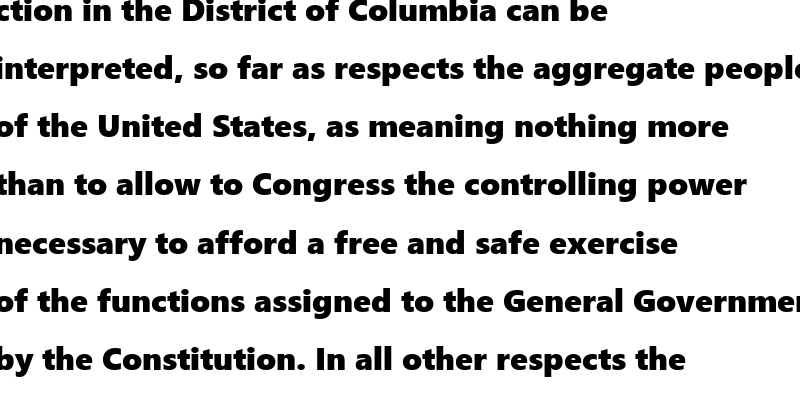 ction in the District of Columbia can be
interpreted, so far as respects the aggregate people
of the United States, as meaning nothing more
than to allow to Congress the controlling power
necessary to afford a free and safe exercise
of the functions assigned to the General Governmen
by the Constitution. In all other respects the